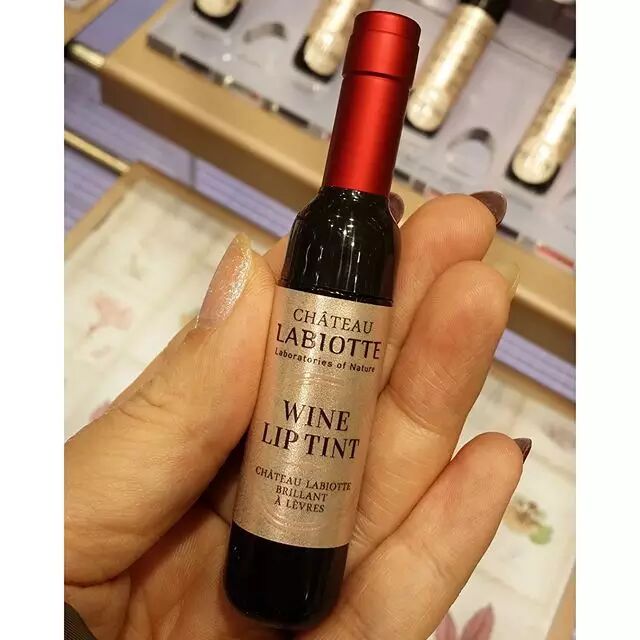 CHÂTEAU
LABIOTTE
Laboratories of Nature
WINE
LIP TINT
CHÂTEAU LABIOTTE
BRILLANT
À LÈVRES